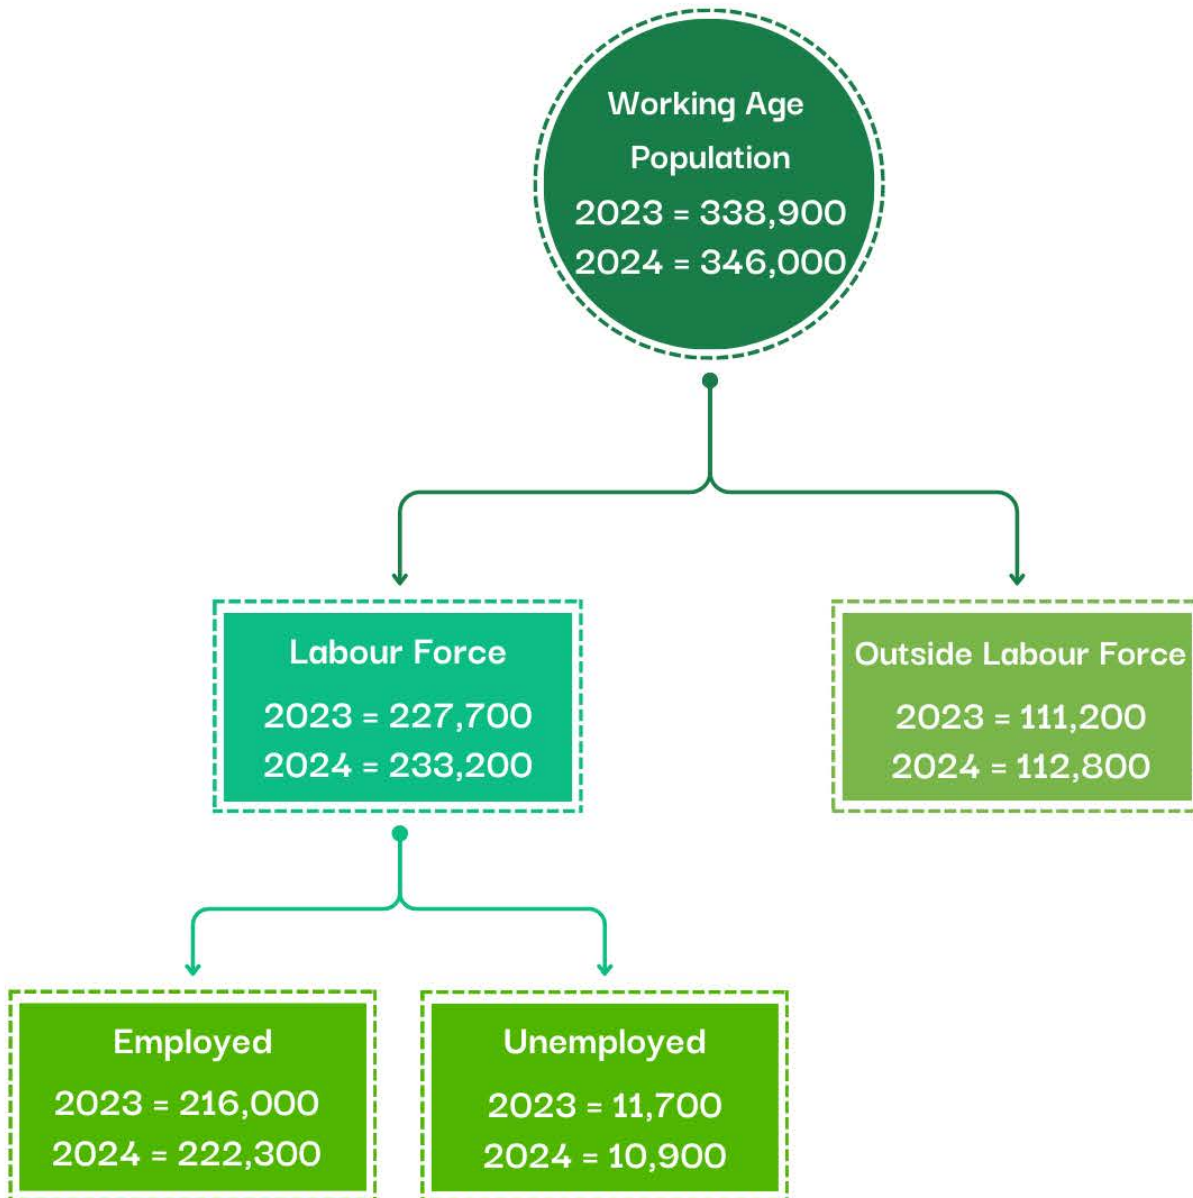 Working Age
Population
2023 = 338,900
2024 = 346,000
Labour Force
2023 = 227,700
2024 = 233,200
Outside Labour Force
2023 = 111,200
2024 = 112,800
Employed
2023 = 216,000
2024 = 222,300
Unemployed
2023 = 11,700
2024 = 10,900